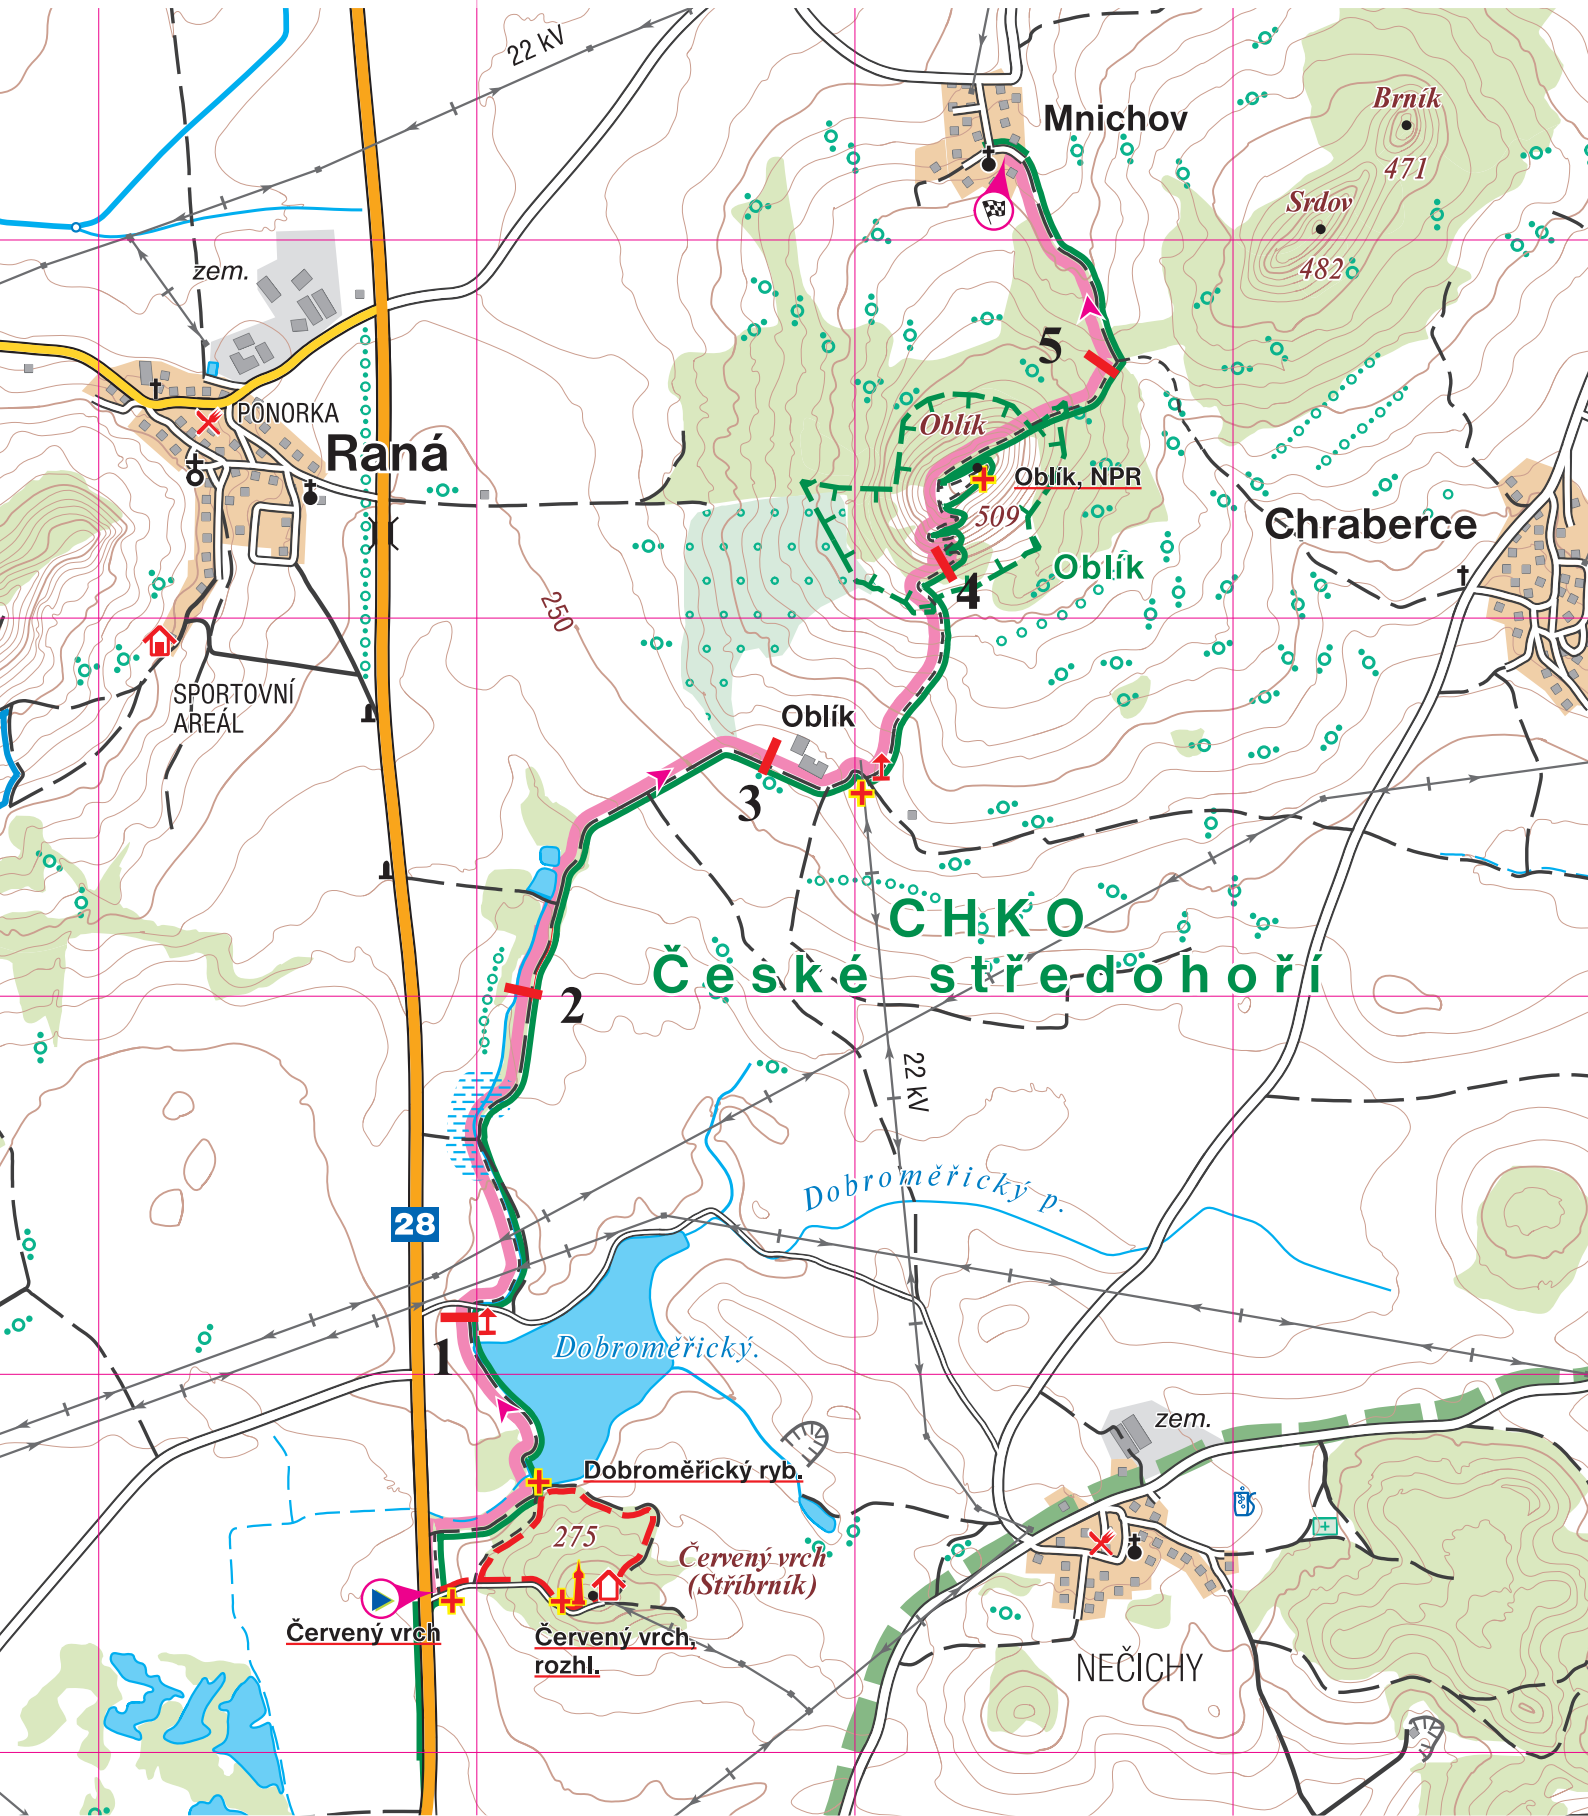 22 kV
Mnichov
Brník
471
Srdov
482
zem.
5
PONORKA
Raná
Oblík
Oblík, NPR
509
Chraberce
Oblík
4
250
SPORTOVNÍ
AREÁL
Oblík
3
CHKO
České středohoří
2
22 kV
Dobroměřický p.
28
1
Dobroměřický.
zem.
Dobroměřický ryb.
275
Červený vrch
(Stříbrník)
Červený vrch
Červený vrch,
rozhl.
NEČICHY